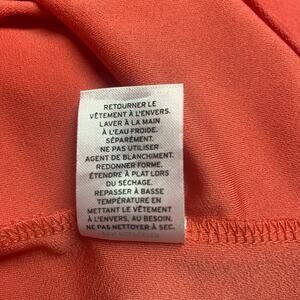 RETOURNER LE
VÊTEMENT À L'ENVERS.
LAVER À LA MAIN
À L'EAU FROIDE.
SÉPARÉMENT.
NE PAS UTILISER
AGENT DE BLANCHIMENT.
REDONNER FORME.
ÉTENDRE À PLAT LORS
DU SÉCHAGE.
REPASSER À BASSE
TEMPÉRATURE EN
METTANT LE VÊTEMENT
À L'ENVERS, AU BESOIN.
NE PAS NETTOYER À SEC.